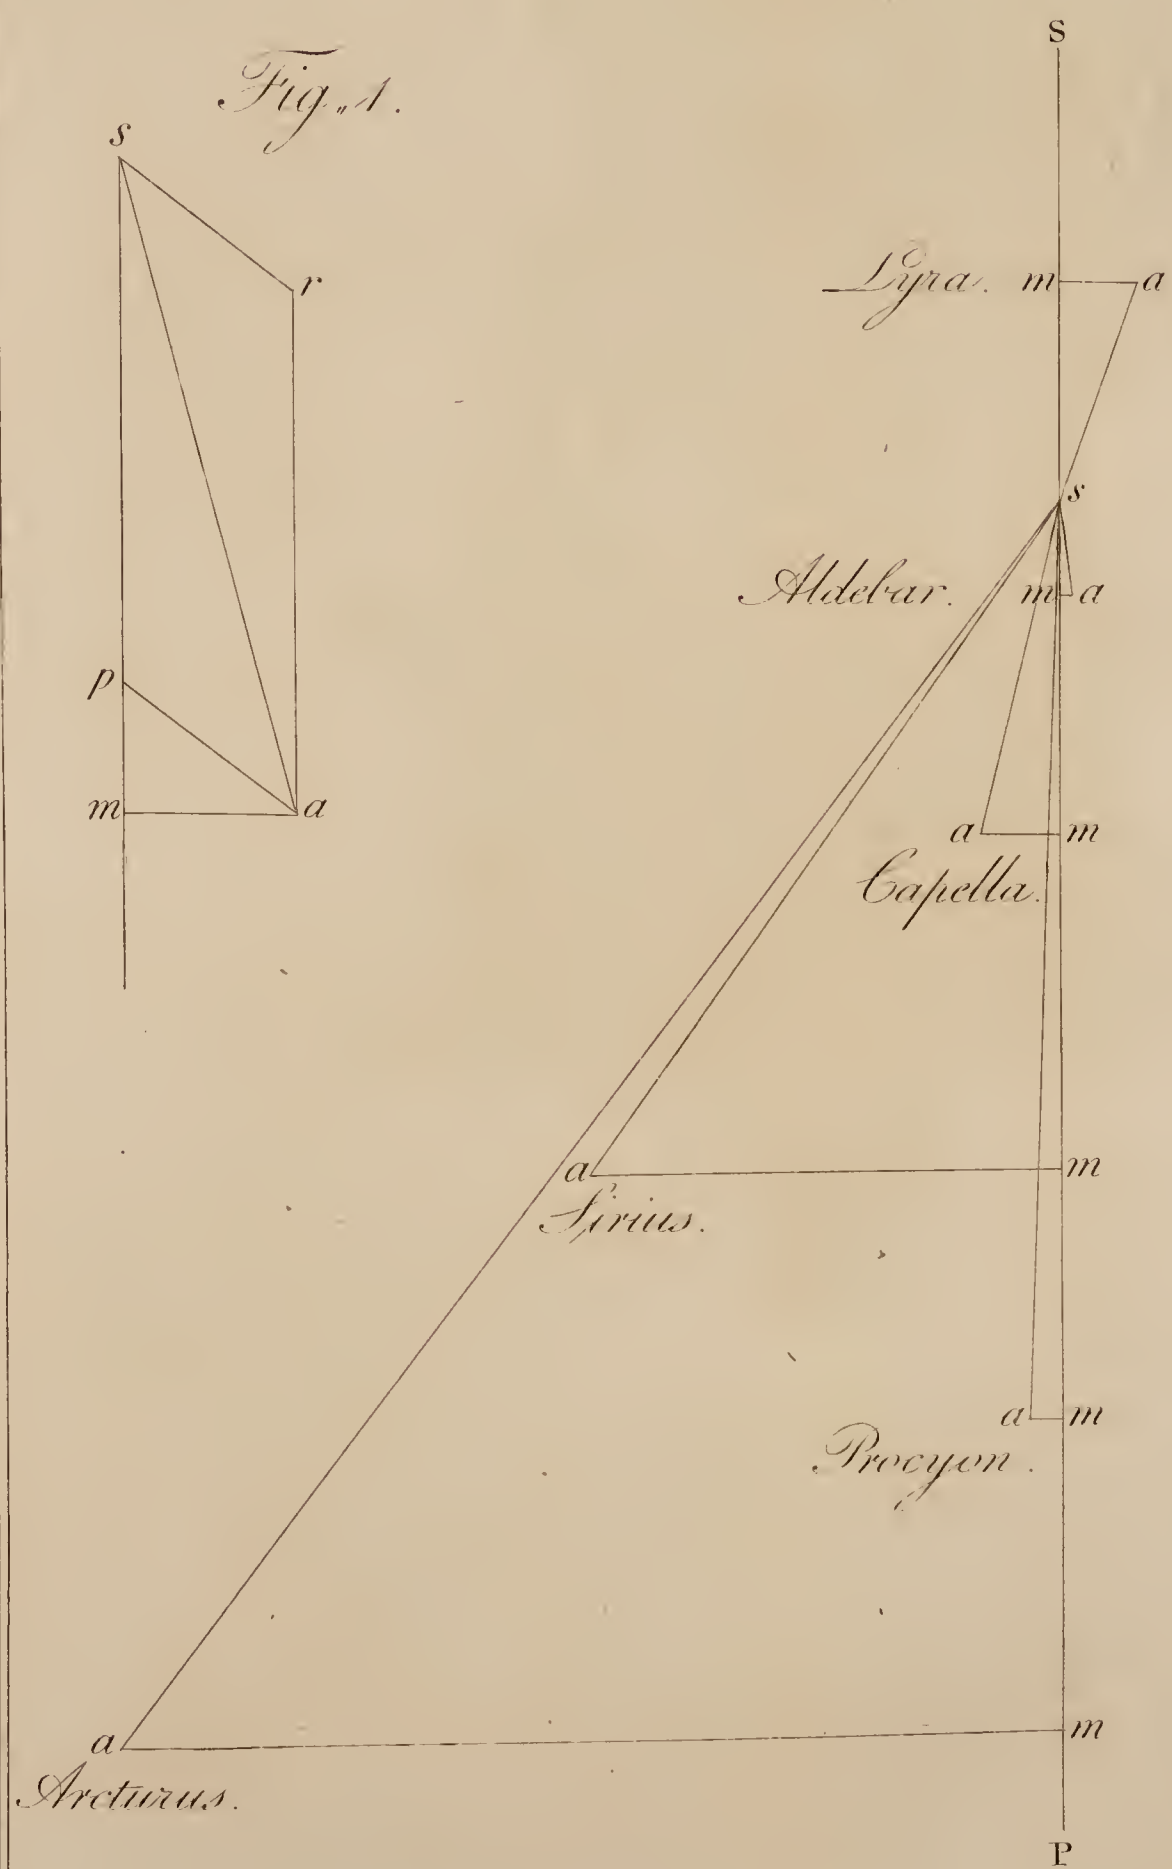 S
Fig. 1.
s
r
Lyra. m a
s
Aldebar. m a
p
m a
a m
Capella.
a m
Sirius.
a m
Procyon.
a m
Arcturus.
P